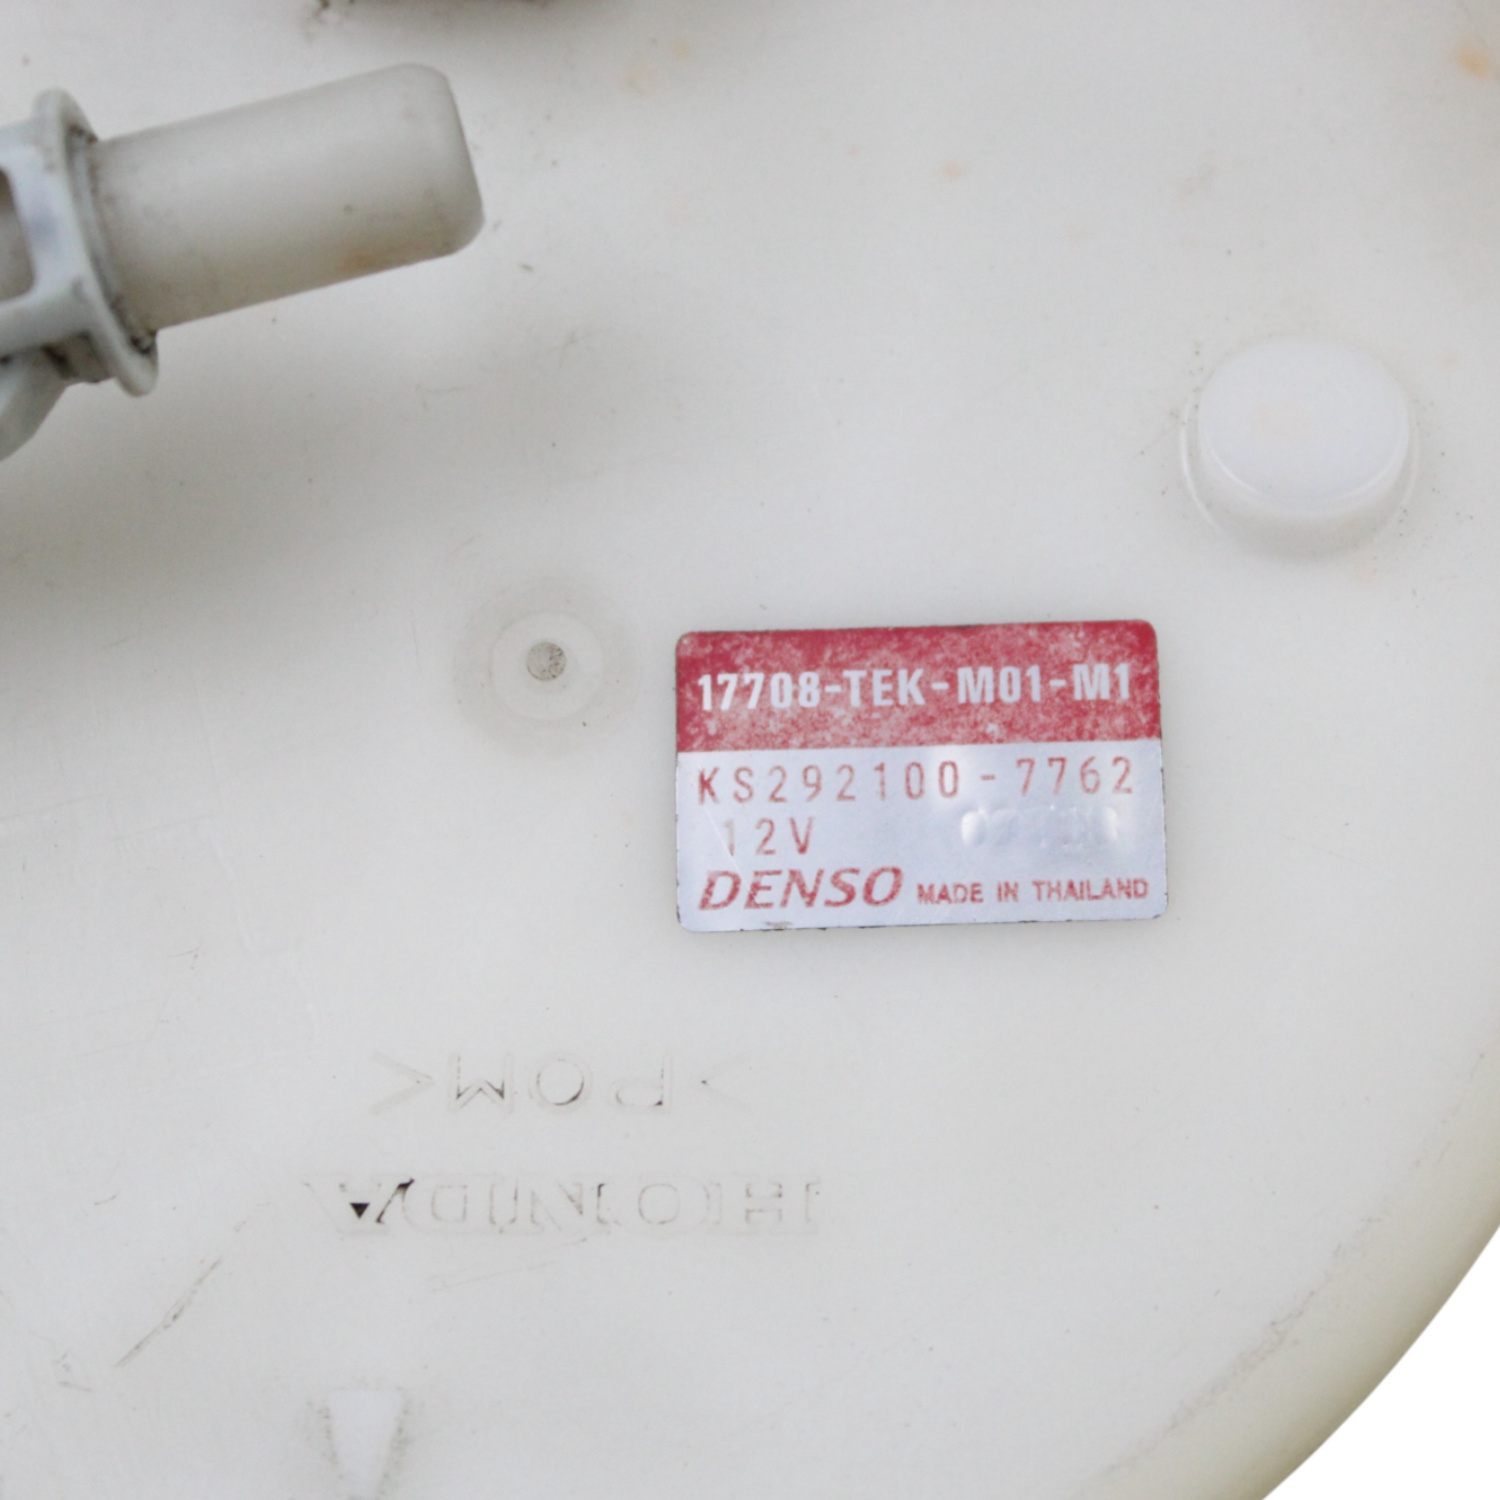 17708-TEK-M01-M1
KS292100-7762
12V
DENSO MADE IN THAILAND
>POM<
HONDA